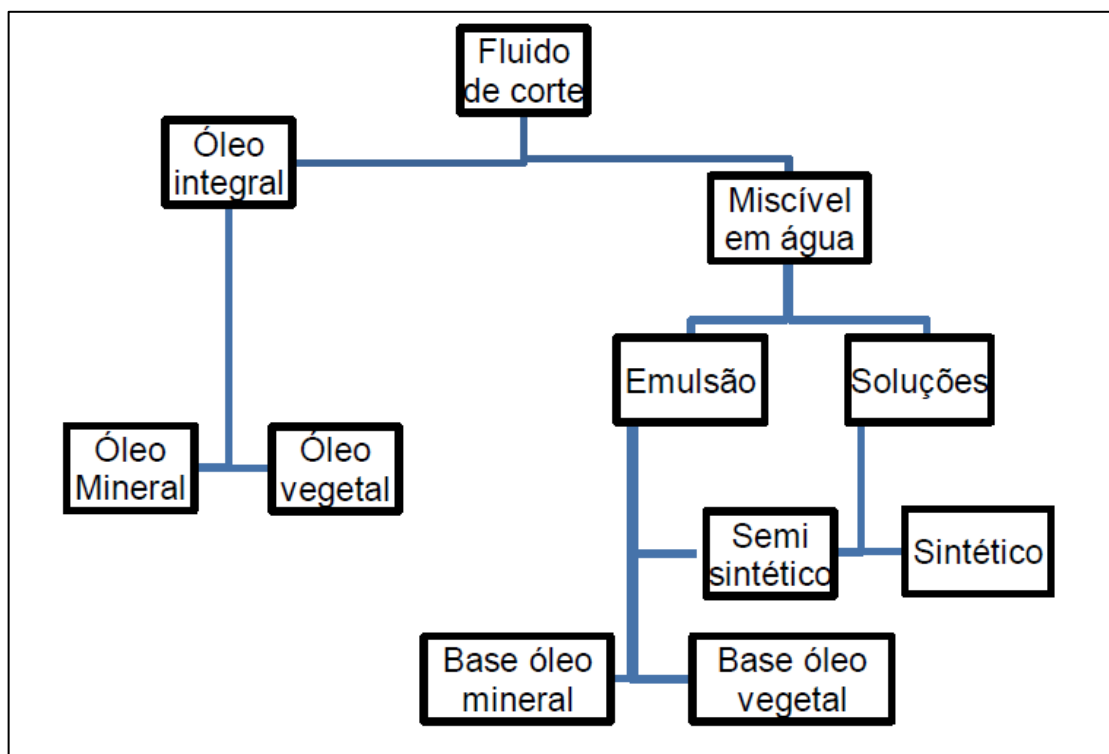 Fluido
de corte
Óleo
integral
Miscível
em água
Emulsão
Soluções
Óleo
Mineral
Óleo
vegetal
Semi
sintético
Sintético
Base óleo
mineral
Base óleo
vegetal